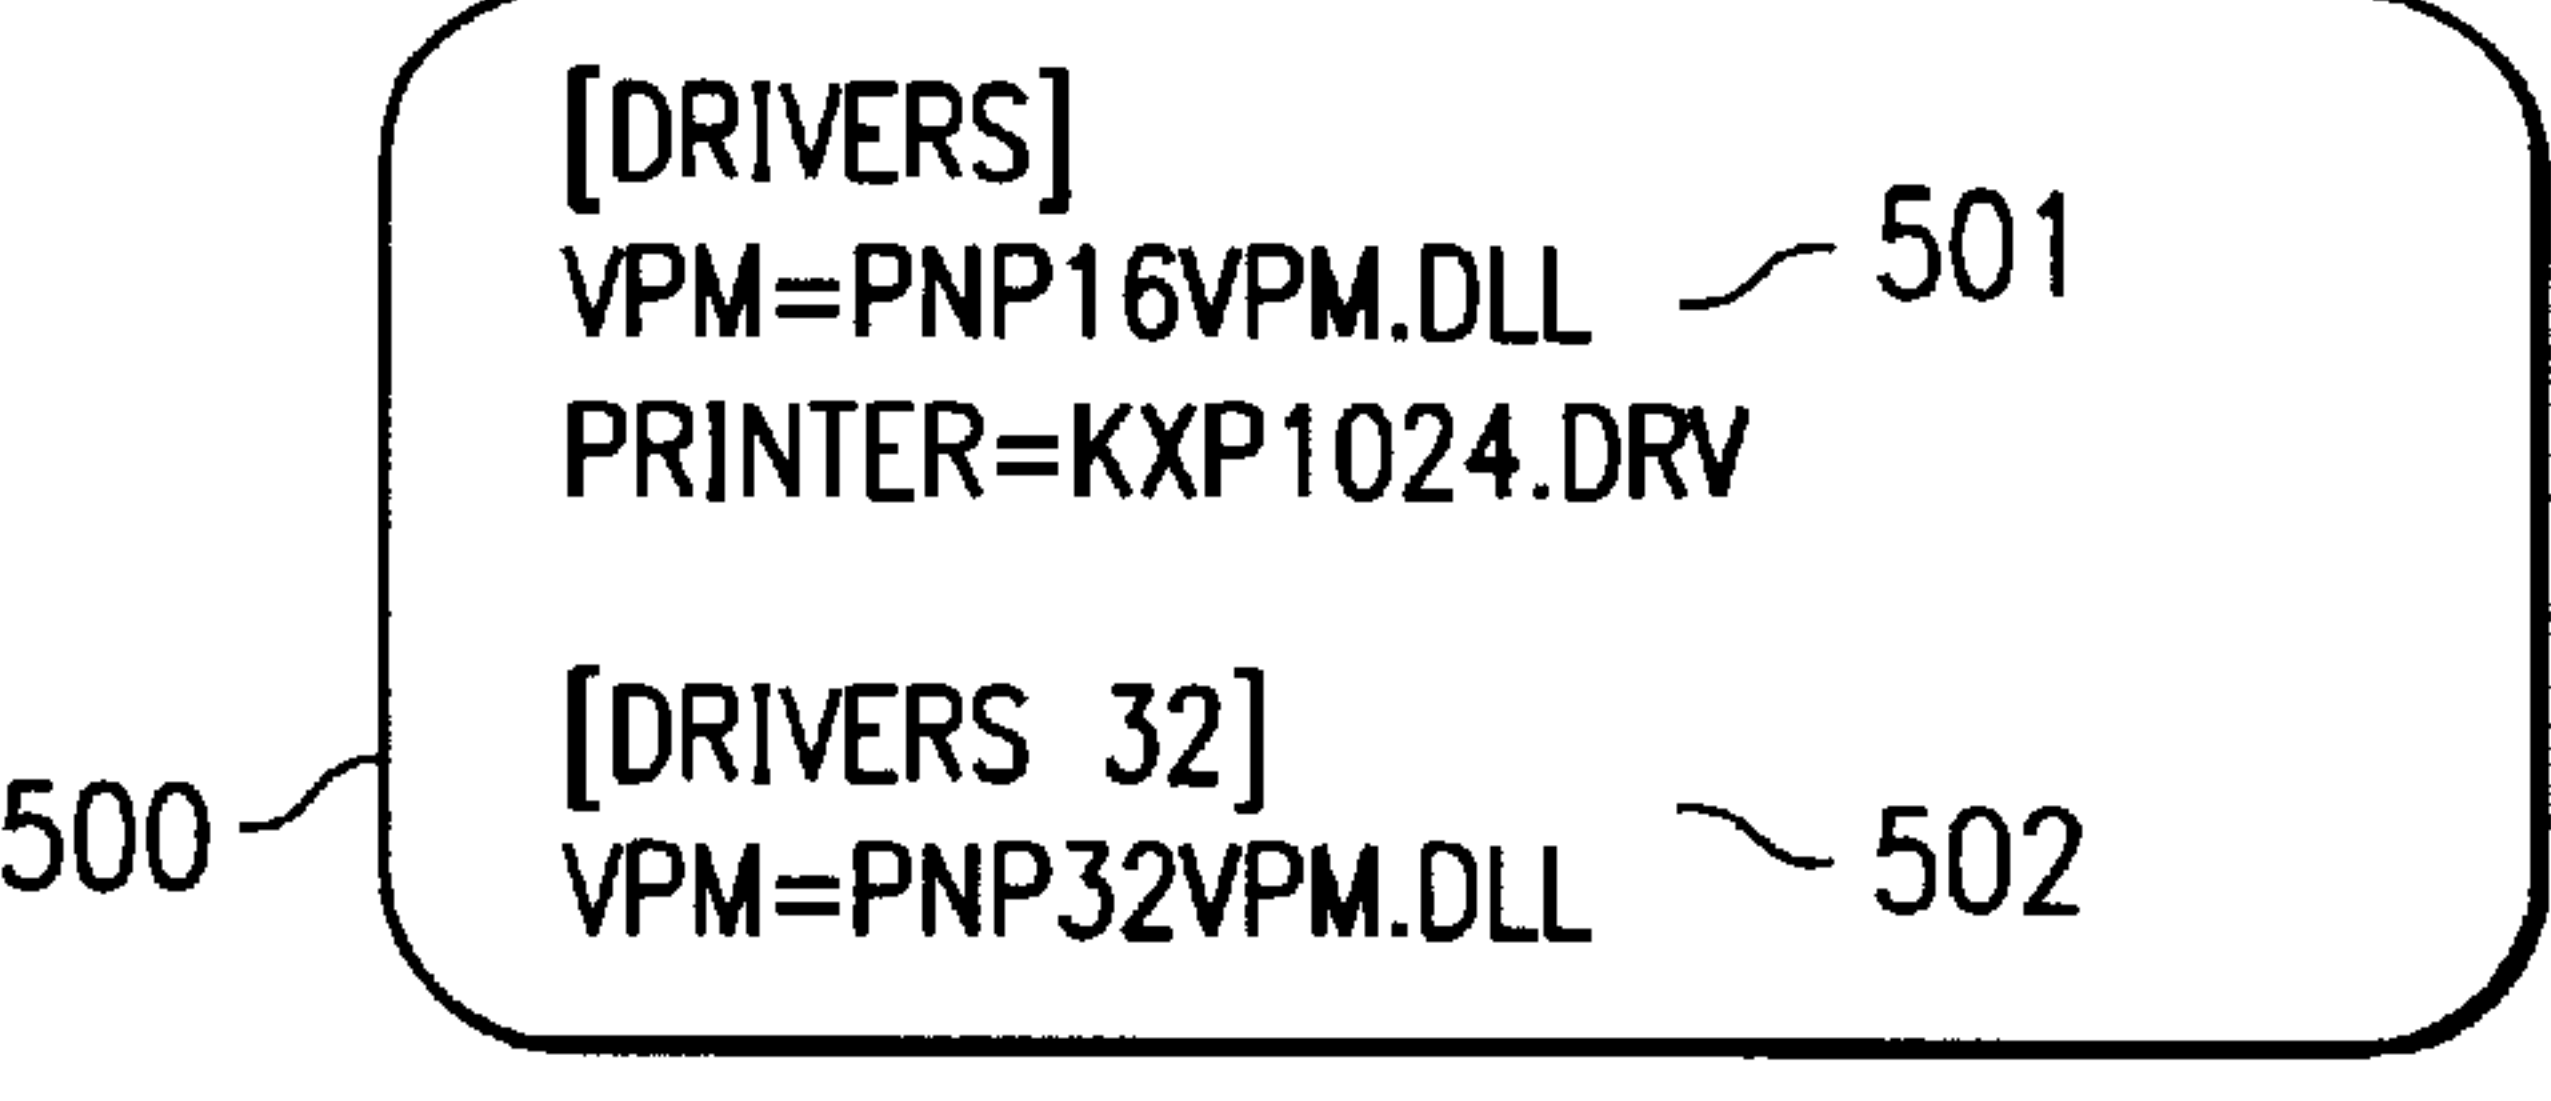 [DRIVERS]
VPM=PNP16VPM.DLL
501
PRINTER=KXP1024.DRV
[DRIVERS 32]
500
502
VPM=PNP32VPM.DLL